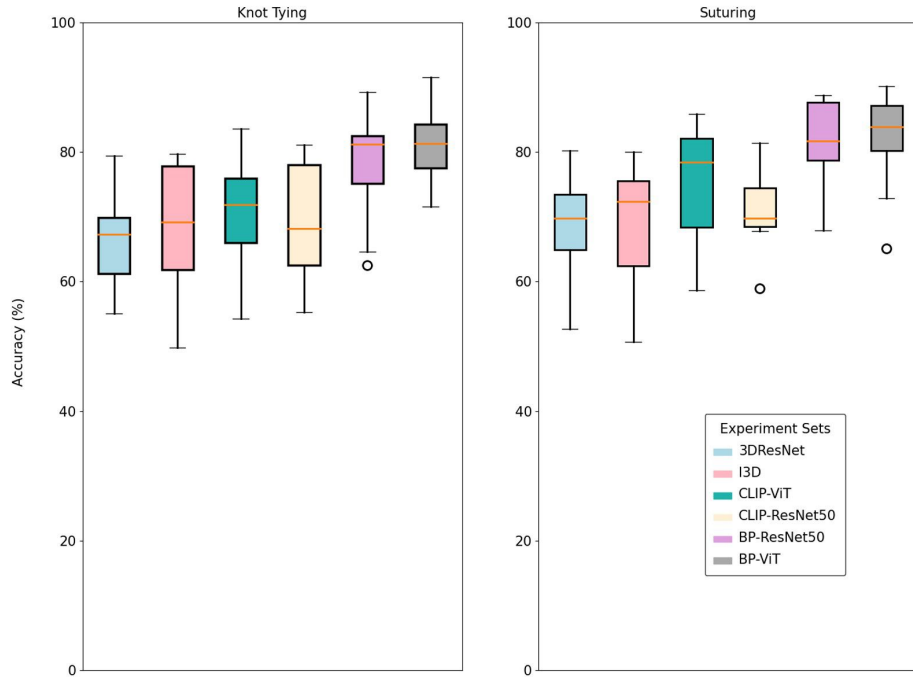 Knot Tying
Suturing
100
80
60
40
20
0
Accuracy (%)
100
80
60
40
20
0
Experiment Sets
3DResNet
I3D
CLIP-ViT
CLIP-ResNet50
BP-ResNet50
BP-ViT